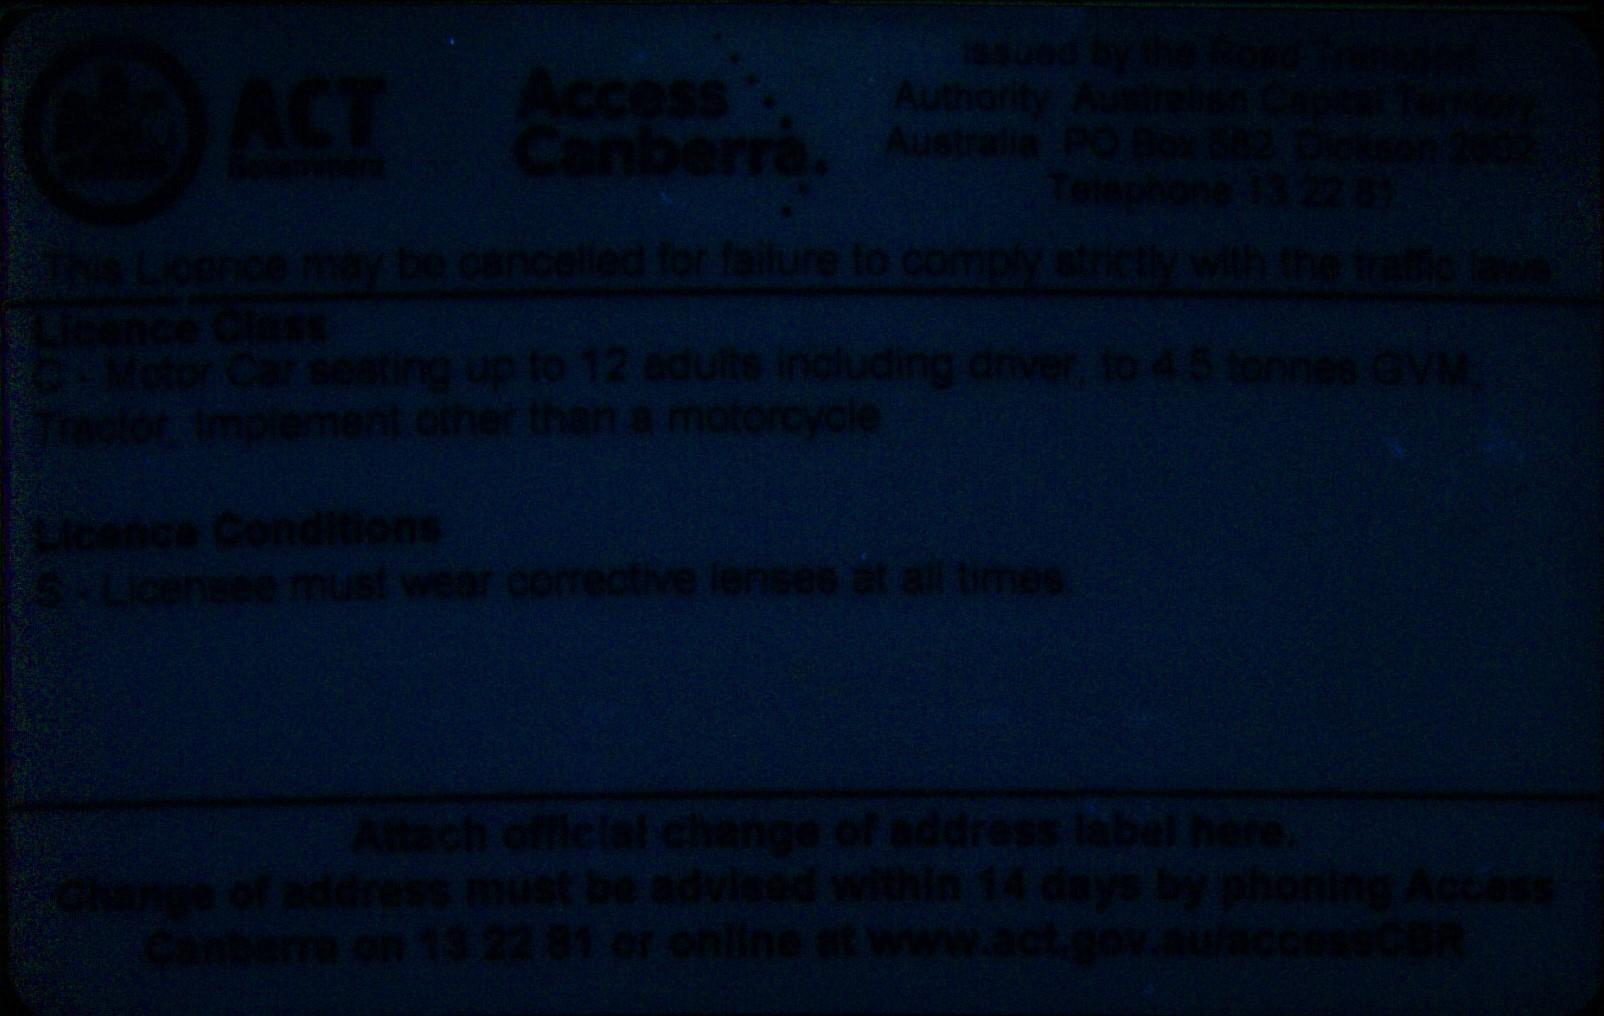 ACT
Government
Access
Canberra.
Issued by the Road Transport
Authority Australian Capital Territory
Australia PO Box 582 Dickson 2602
Telephone 13 22 81
This Licence may be cancelled for failure to comply strictly with the traffic laws
Licence Class
C - Motor Car seating up to 12 adults including driver, to 4.5 tonnes GVM,
Tractor, Implement other than a motorcycle
Licence Conditions
S - Licensee must wear corrective lenses at all times.
Attach official change of address label here.
Change of address must be advised within 14 days by phoning Access
Canberra on 13 22 81 or online at www.act.gov.au/accessCBR